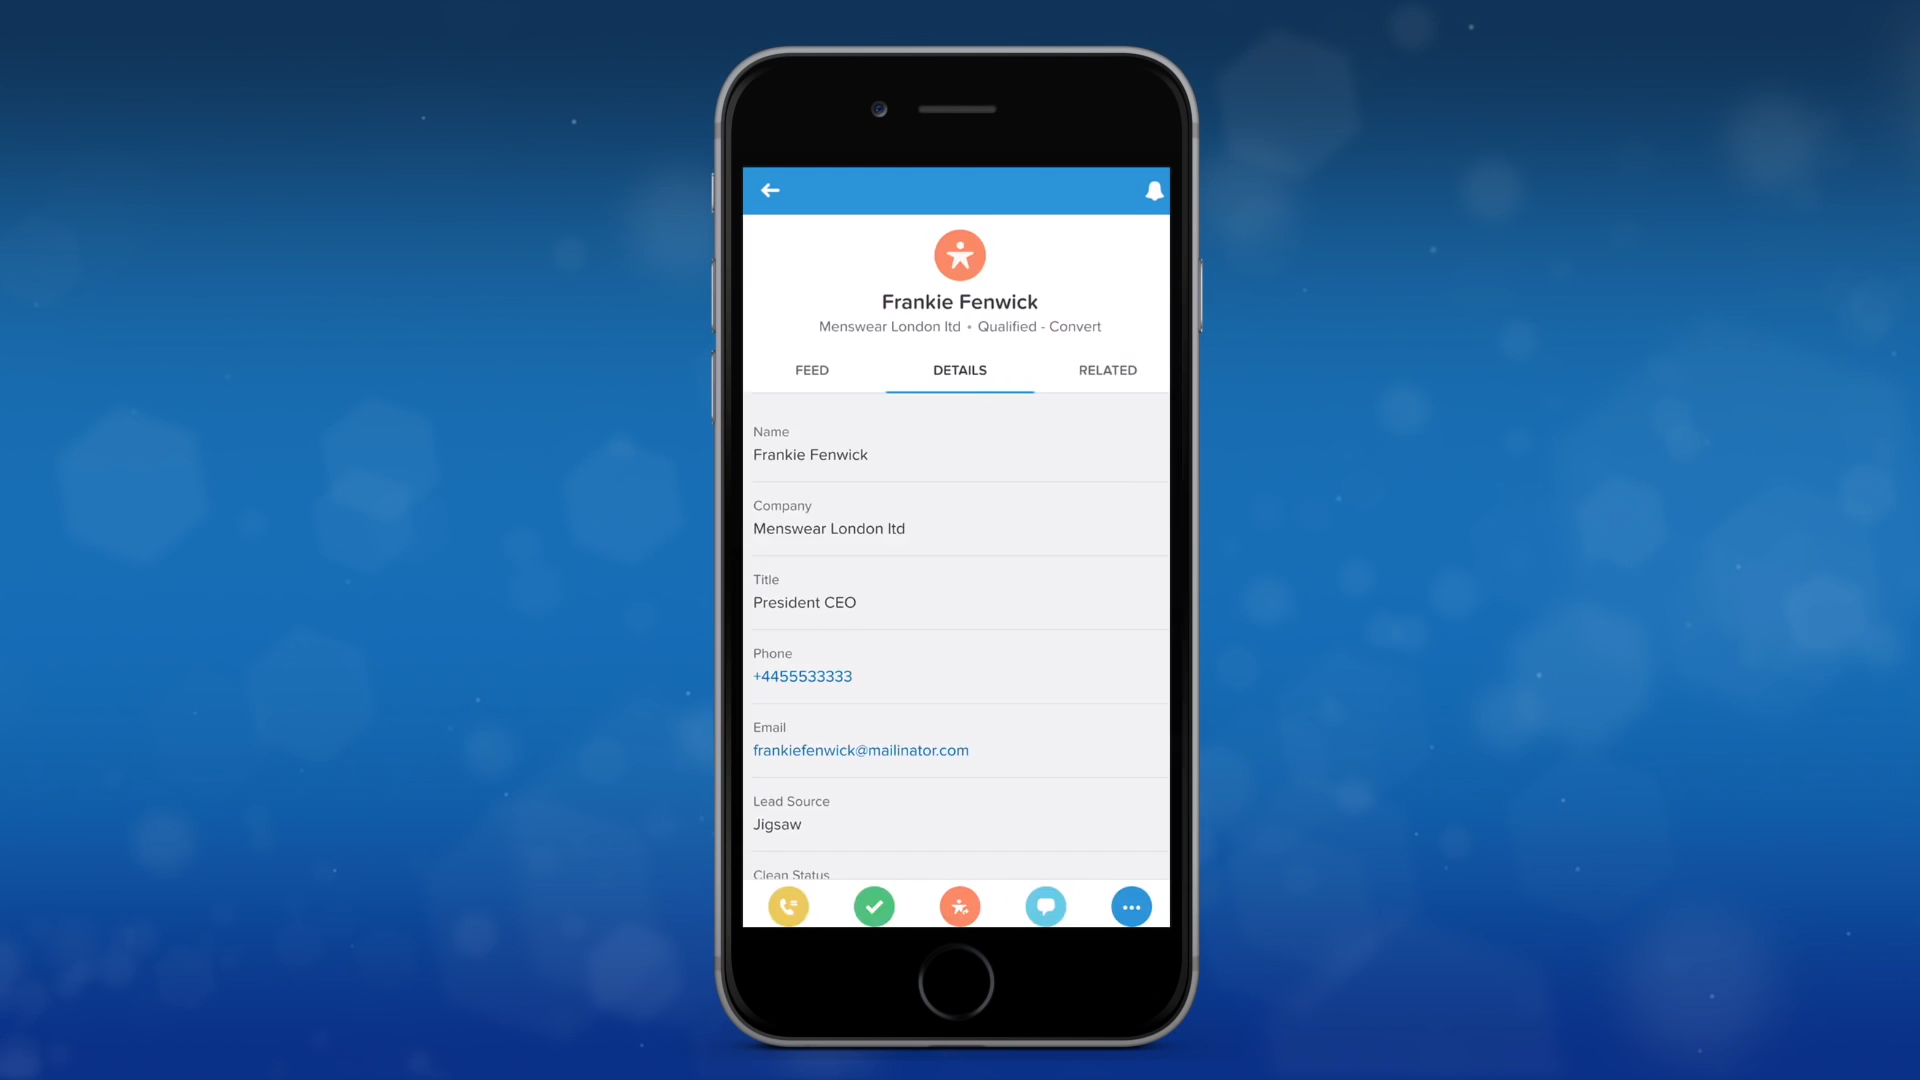 Frankie Fenwick
Menswear London ltd • Qualified - Convert
FEED DETAILS RELATED
Name
Frankie Fenwick
Company
Menswear London ltd
Title
President CEO
Phone
+4455533333
Email
frankiefenwick@mailinator.com
Lead Source
Jigsaw
Clean Status